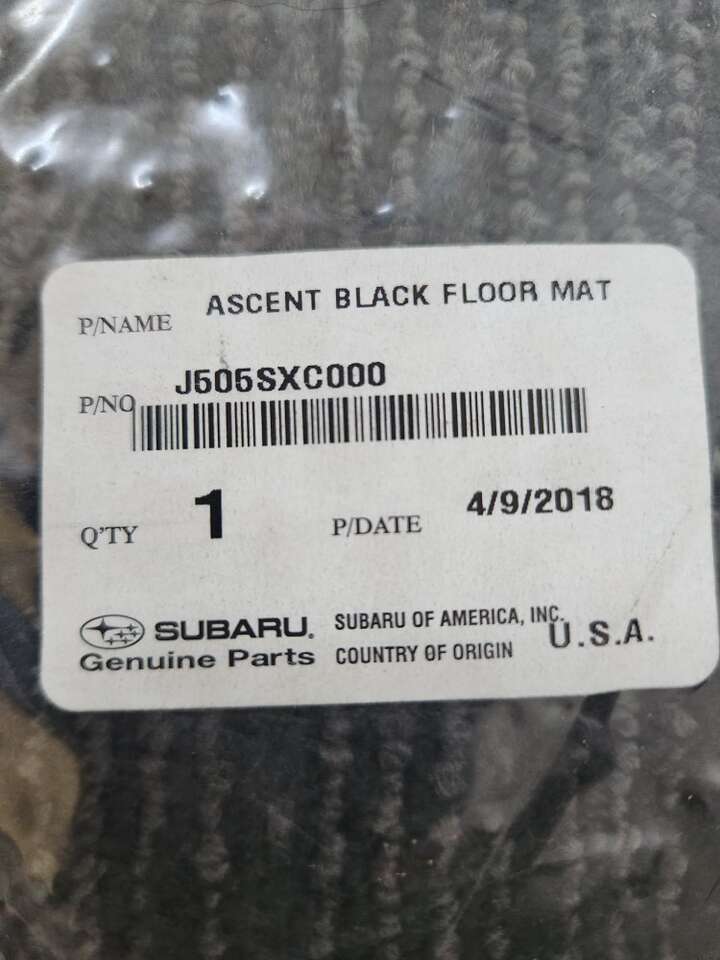 P/NAME ASCENT BLACK FLOOR MAT
P/NO J505SXC000
Q'TY 1 P/DATE 4/9/2018
SUBARU. SUBARU OF AMERICA, INC.
Genuine Parts COUNTRY OF ORIGIN U.S.A.